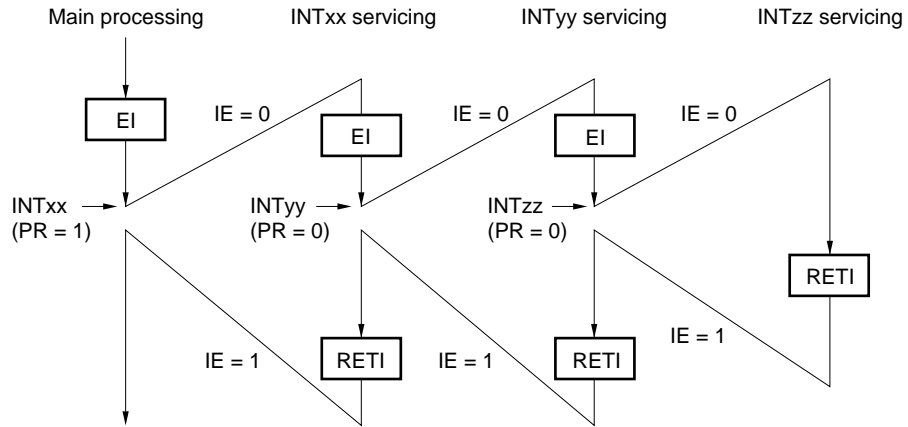 Main processing
INTxx servicing
INTyy servicing
INTzz servicing
EI
IE = 0
EI
IE = 0
EI
IE = 0
INTxx
(PR = 1)
INTyy
(PR = 0)
INTzz
(PR = 0)
RETI
IE = 1
RETI
IE = 1
RETI
IE = 1